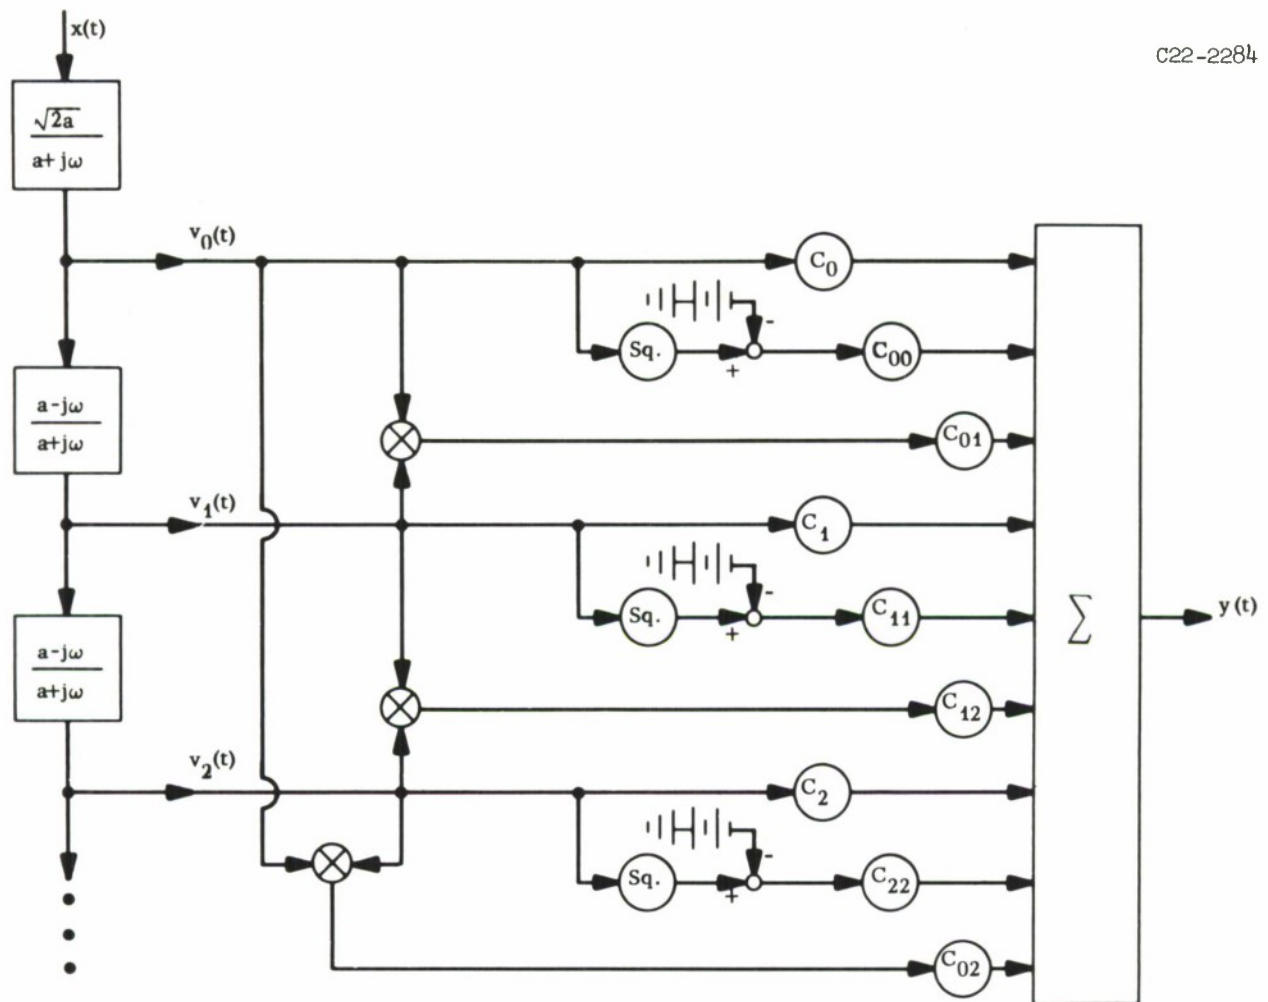 x(t)
C22-2284
√2a
a+jω
v₀(t)
C₀
-
Sq.
+
C₀₀
a-jω
a+jω
C₀₁
v₁(t)
C₁
-
Sq.
+
C₁₁
∑
y(t)
a-jω
a+jω
C₁₂
v₂(t)
C₂
-
Sq.
+
C₂₂
C₀₂